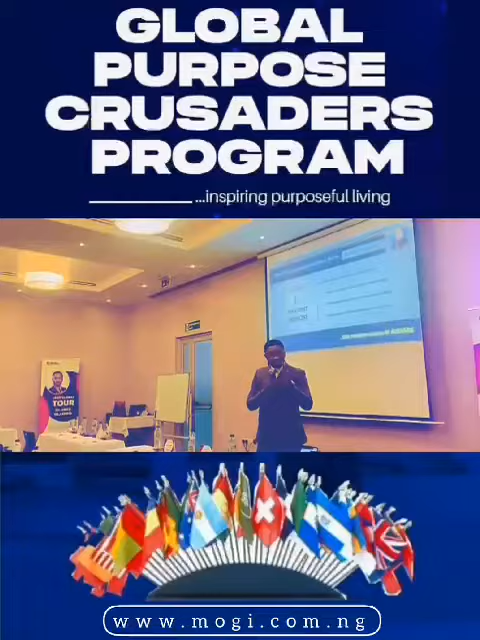 GLOBAL
PURPOSE
CRUSADERS
PROGRAM
...inspiring purposeful living
TOUR
www.mogi.com.ng